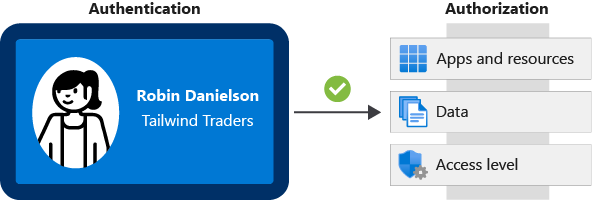 Authentication
Robin Danielson
Tailwind Traders
Authorization
Apps and resources
Data
Access level